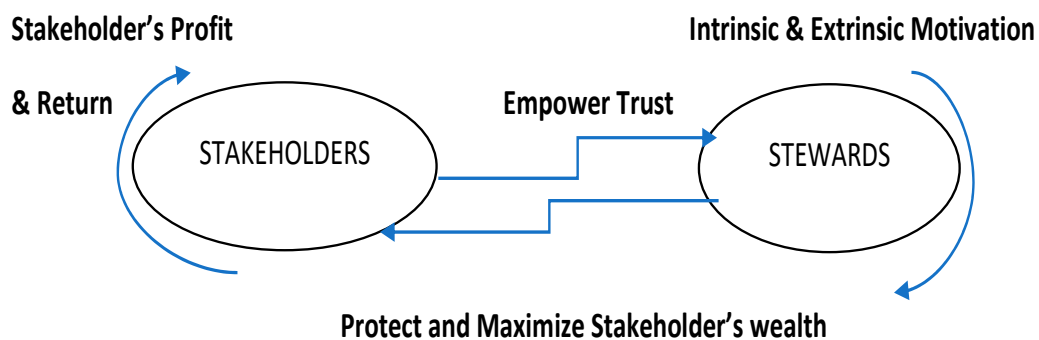 Stakeholder’s Profit
& Return
Intrinsic & Extrinsic Motivation
Empower Trust
STAKEHOLDERS
STEWARDS
Protect and Maximize Stakeholder’s wealth